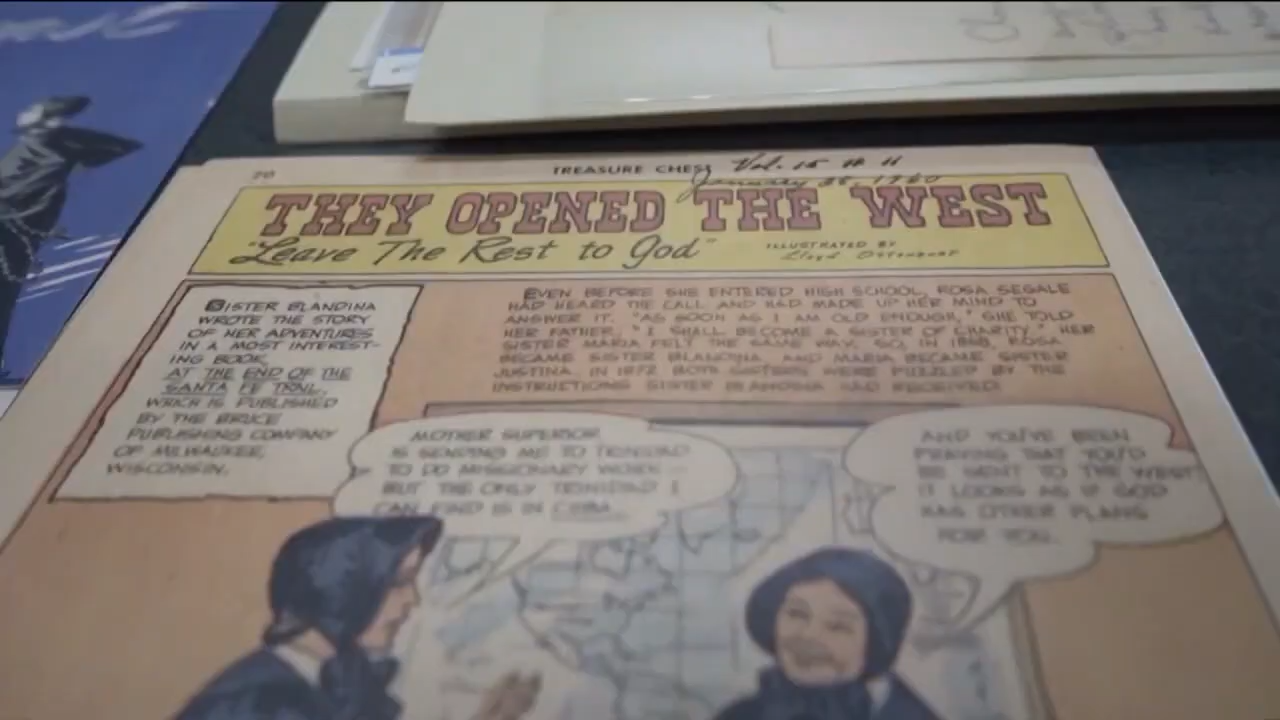 20 TREASURE CHEST Vol. 15 # 11
January 28, 1960
THEY OPENED THE WEST
"Leave The Rest to God" ILLUSTRATED BY
Lloyd Ostendorf
SISTER BLANDINA
WROTE THE STORY
OF HER ADVENTURES
IN A MOST INTEREST-
ING BOOK,
AT THE END OF THE
SANTA FE TRAIL,
WHICH IS PUBLISHED
BY THE BRUCE
PUBLISHING COMPANY
OF MILWAUKEE,
WISCONSIN.
EVEN BEFORE SHE ENTERED HIGH SCHOOL, ROSA SEGALE
HAD HEARD THE CALL AND HAD MADE UP HER MIND TO
ANSWER IT. "AS SOON AS I AM OLD ENOUGH," SHE TOLD
HER FATHER, "I SHALL BECOME A SISTER OF CHARITY." HER
SISTER MARIA FELT THE SAME WAY. SO, IN 1866, ROSA
BECAME SISTER BLANDINA, AND MARIA BECAME SISTER
JUSTINA. IN 1872 BOTH SISTERS WERE PUZZLED BY THE
INSTRUCTIONS SISTER BLANDINA HAD RECEIVED.
MOTHER SUPERIOR
IS SENDING ME TO TRINIDAD
TO DO MISSIONARY WORK —
BUT THE ONLY TRINIDAD I
CAN FIND IS IN CUBA.
AND YOU'VE BEEN
PRAYING THAT YOU'D
BE SENT TO THE WEST!
IT LOOKS AS IF GOD
HAS OTHER PLANS
FOR YOU.